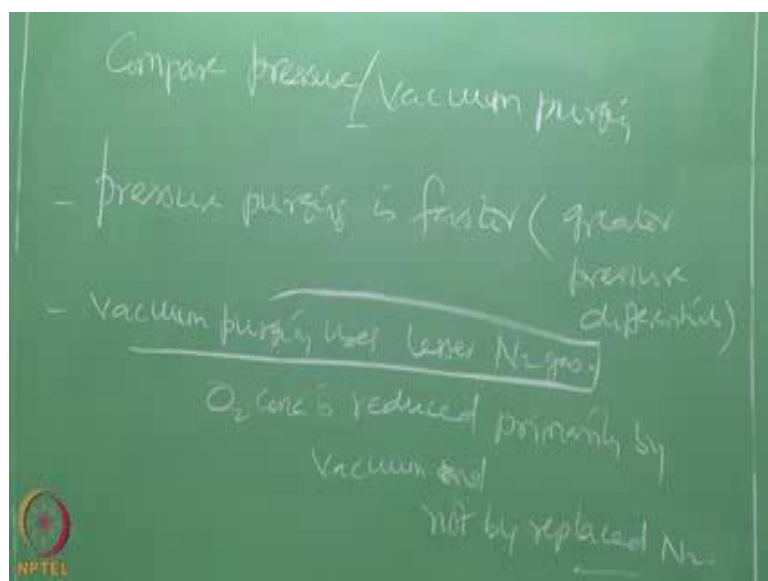 Compare pressure/Vacuum purging
- pressure purging is faster (greater
pressure
differential)
- Vacuum purging uses lesser N2 gas.
O2 conc is reduced primarily by
Vacuum and
not by replaced N2.
NPTEL